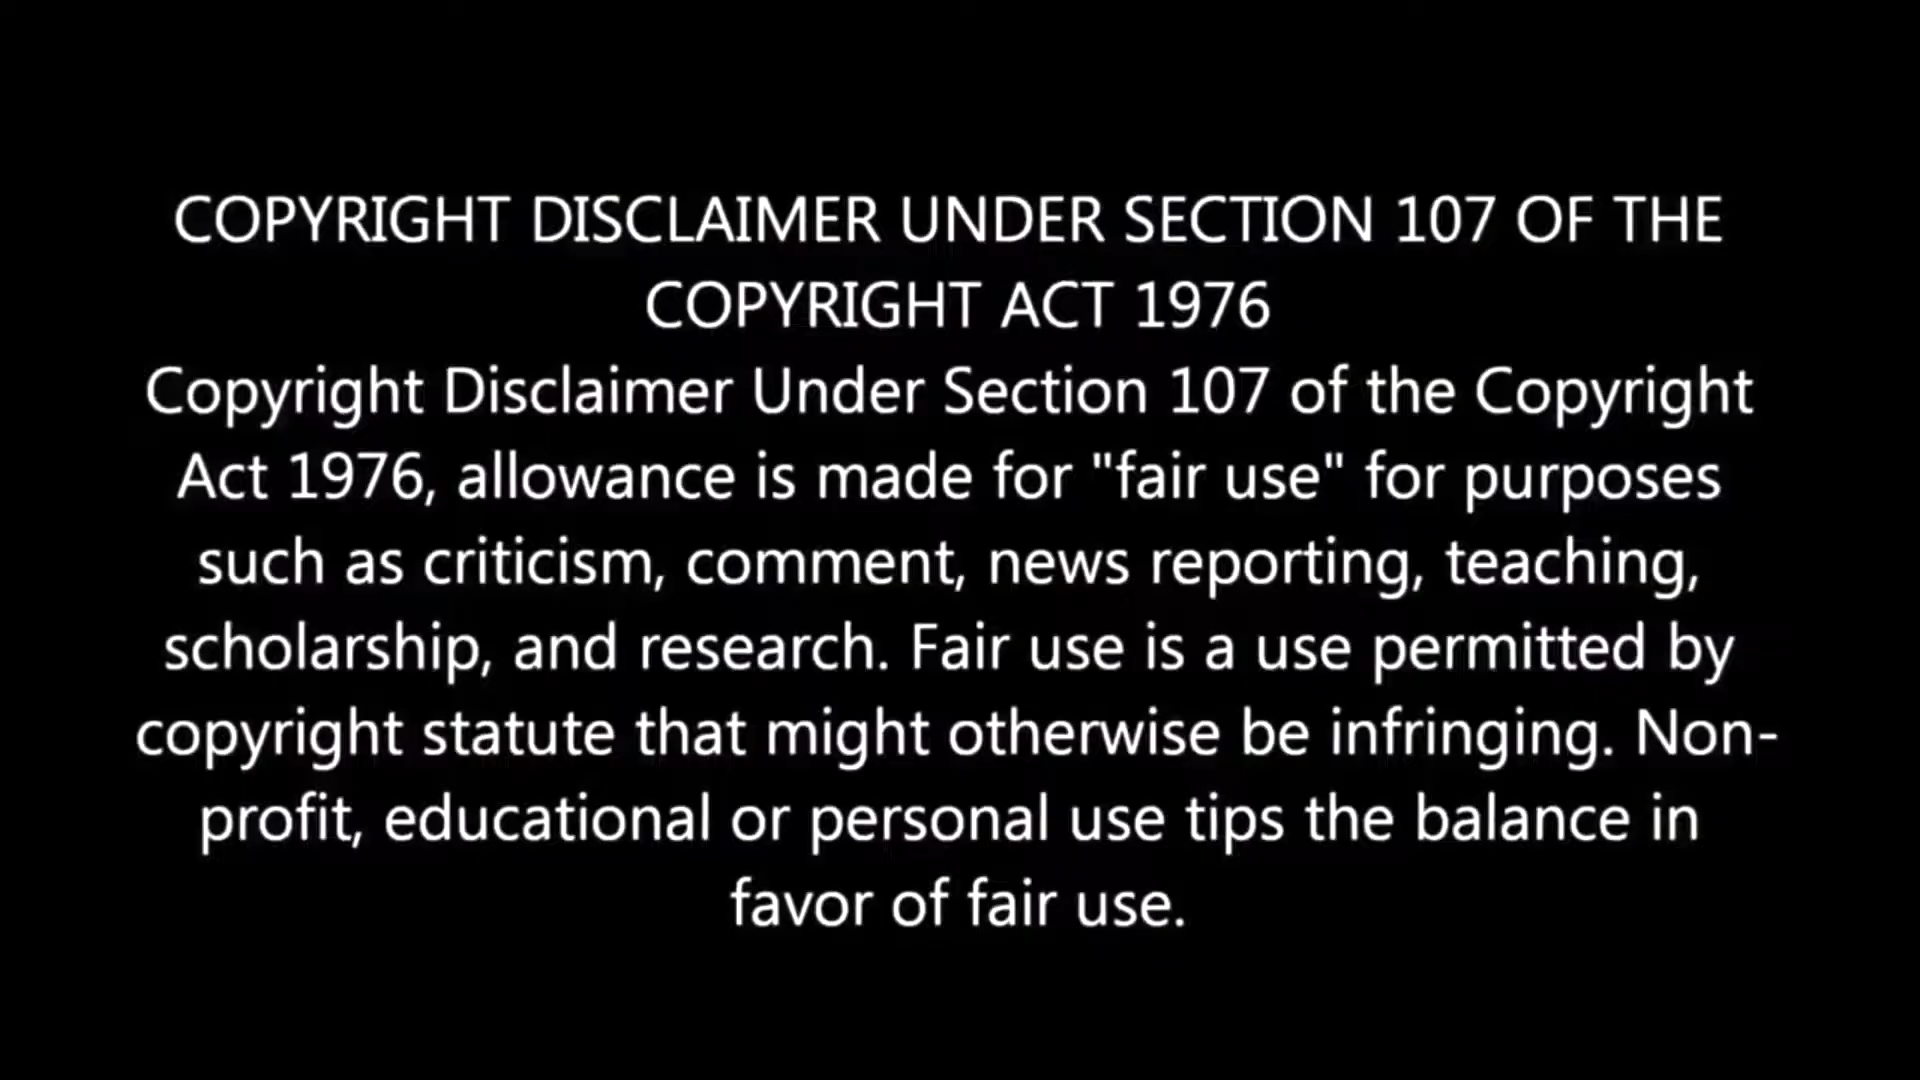 COPYRIGHT DISCLAIMER UNDER SECTION 107 OF THE
COPYRIGHT ACT 1976
Copyright Disclaimer Under Section 107 of the Copyright
Act 1976, allowance is made for "fair use" for purposes
such as criticism, comment, news reporting, teaching,
scholarship, and research. Fair use is a use permitted by
copyright statute that might otherwise be infringing. Non-
profit, educational or personal use tips the balance in
favor of fair use.